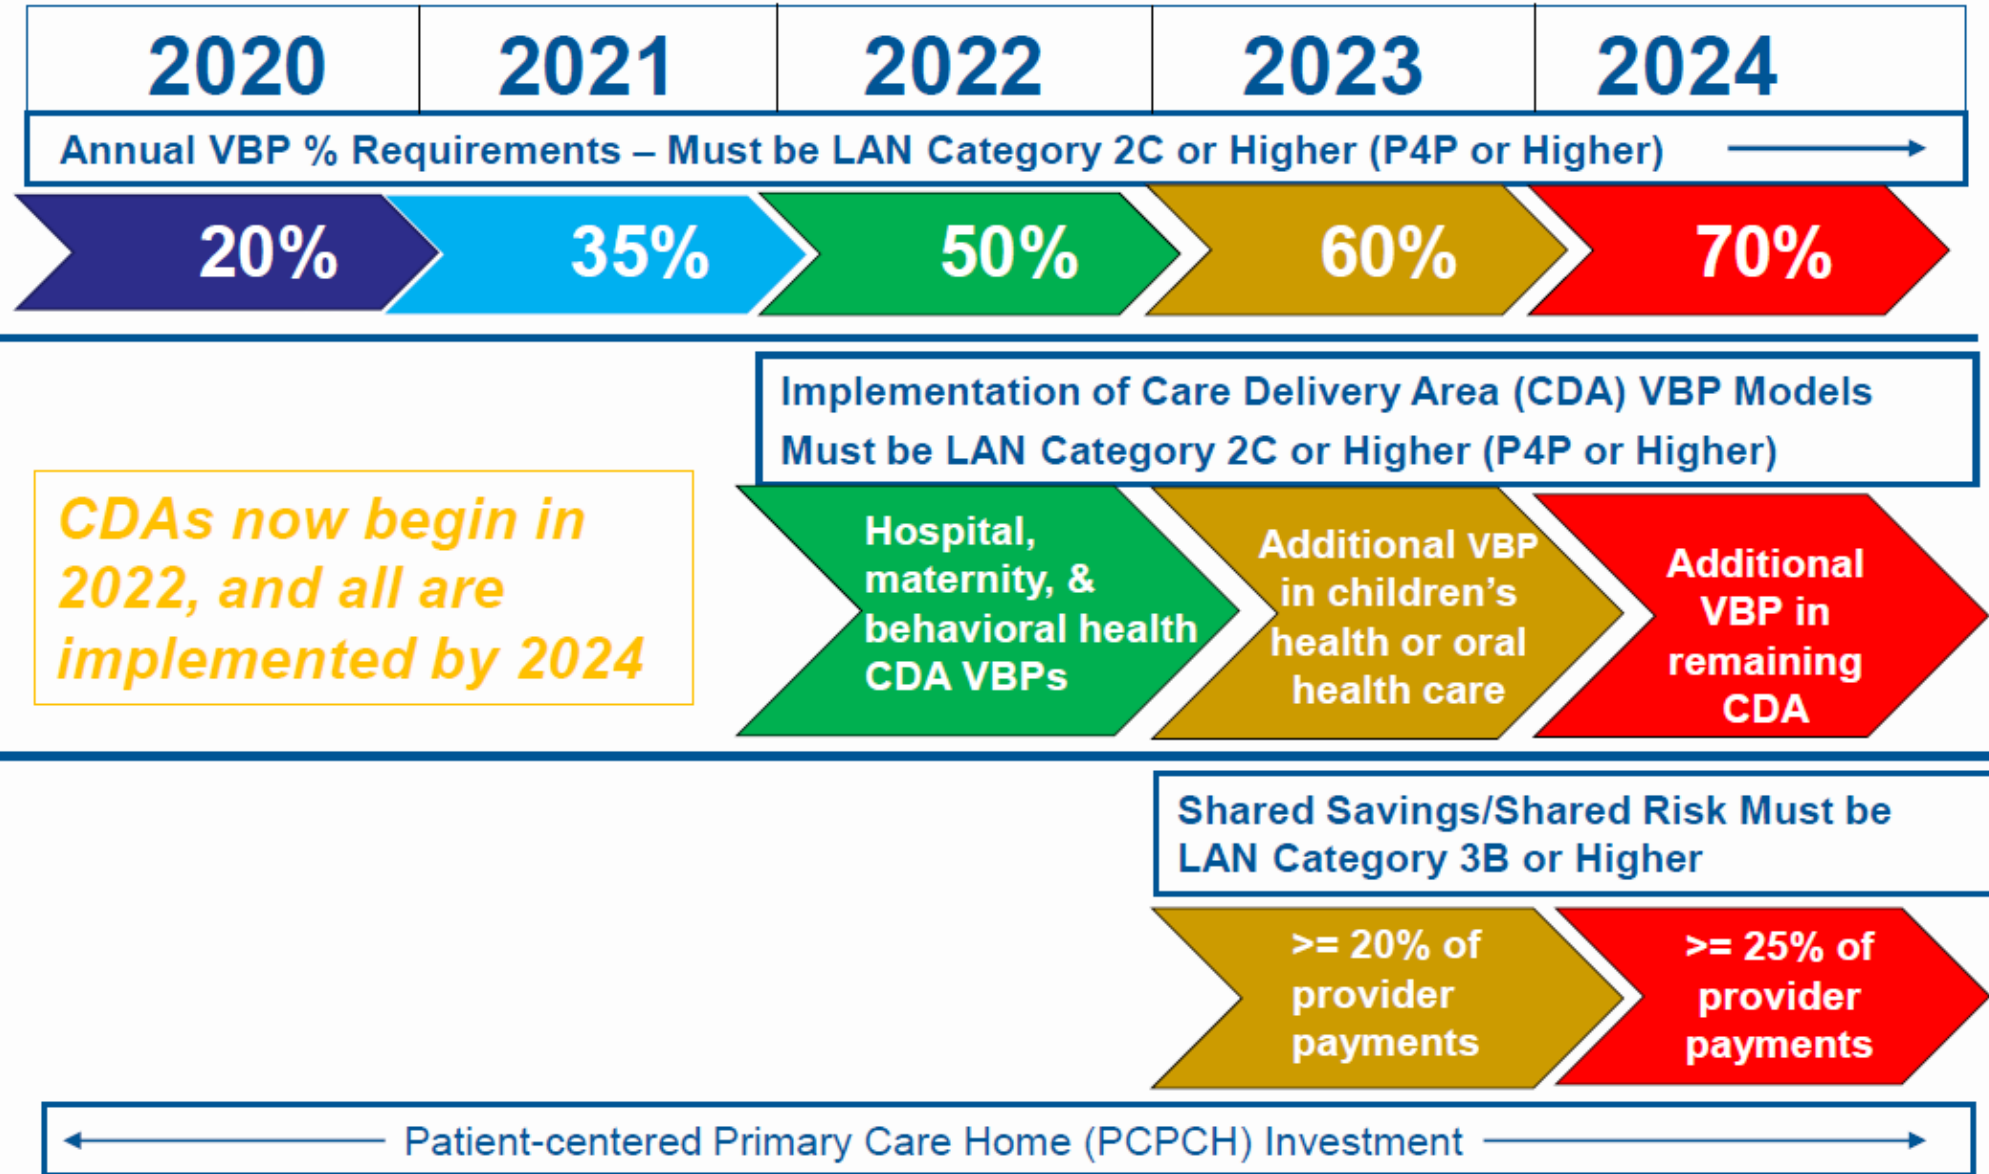 2020 2021 2022 2023 2024
Annual VBP % Requirements – Must be LAN Category 2C or Higher (P4P or Higher)
20% 35% 50% 60% 70%
Implementation of Care Delivery Area (CDA) VBP Models
Must be LAN Category 2C or Higher (P4P or Higher)
CDAs now begin in
2022, and all are
implemented by 2024
Hospital,
maternity, &
behavioral health
CDA VBPs
Additional VBP
in children's
health or oral
health care
Additional
VBP in
remaining
CDA
Shared Savings/Shared Risk Must be
LAN Category 3B or Higher
>= 20% of
provider
payments
>= 25% of
provider
payments
Patient-centered Primary Care Home (PCPCH) Investment